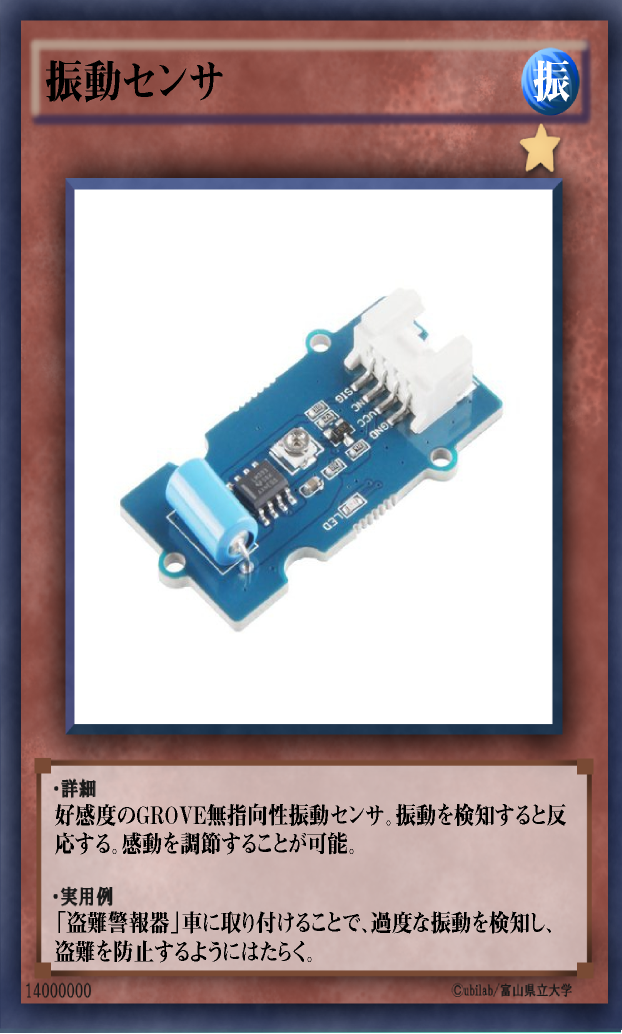 振動センサ
振
SIG
NC
VCC
GND
LED
・詳細
好感度のGROVE無指向性振動センサ。振動を検知すると反
応する。感動を調節することが可能。
・実用例
「盗難警報器」車に取り付けることで、過度な振動を検知し、
盗難を防止するようにはたらく。
14000000
©ubilab/富山県立大学